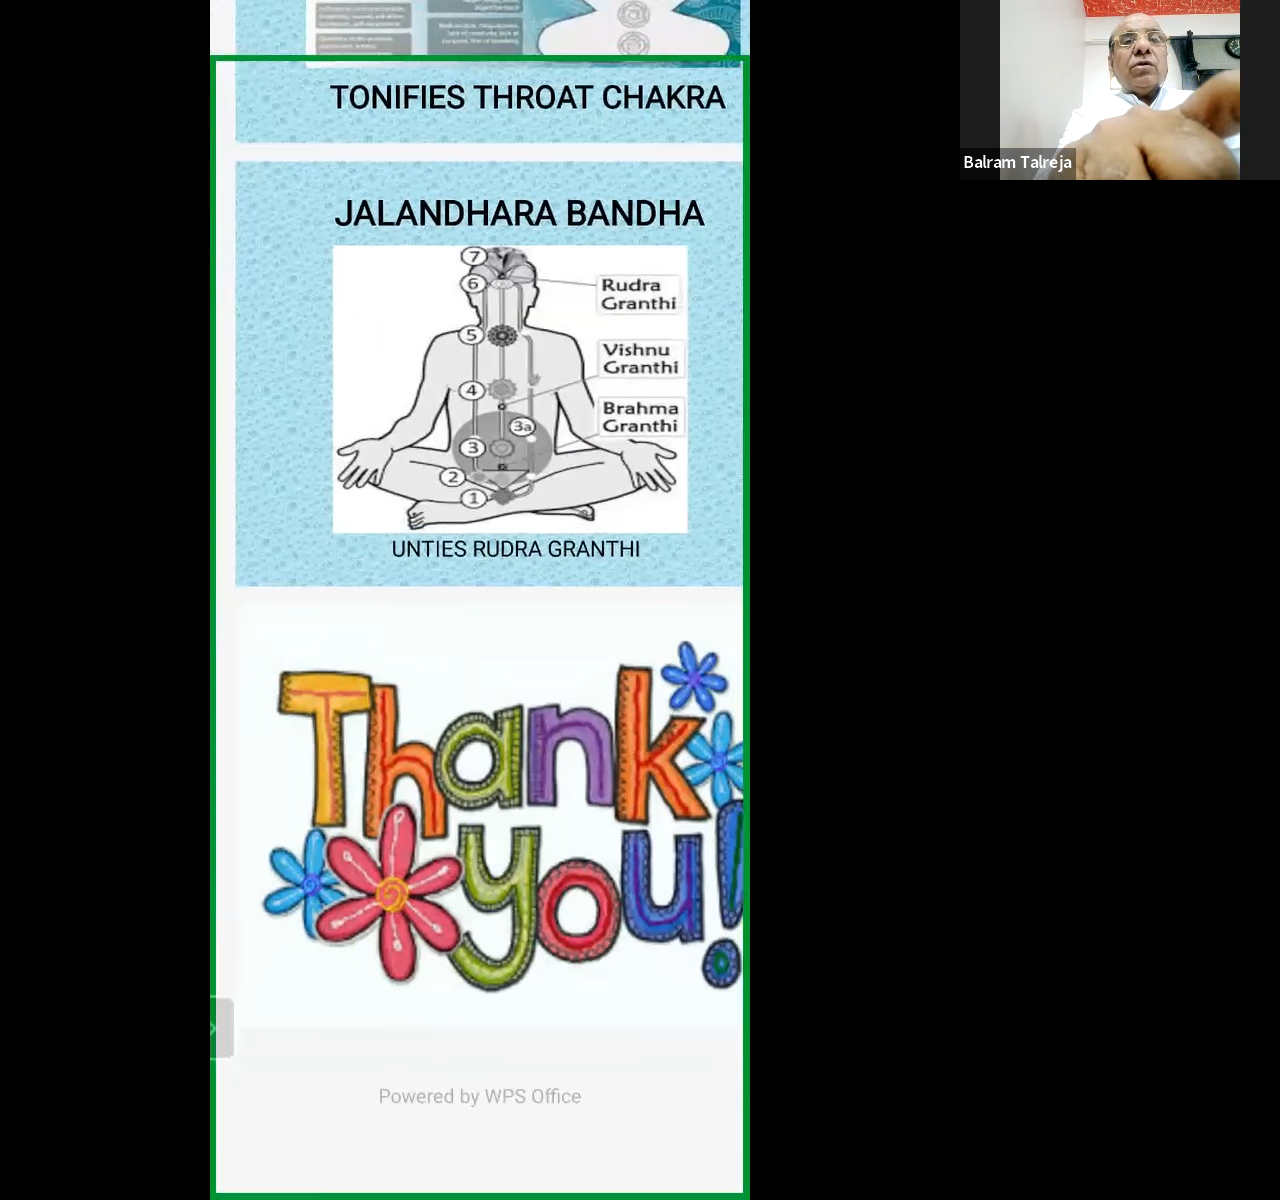 TONIFIES THROAT CHAKRA
JALANDHARA BANDHA
7
6
Rudra
Granthi
5
Vishnu
Granthi
4
Brahma
Granthi
3a
3
2
1
UNTIES RUDRA GRANTHI
Thank
you!
Powered by WPS Office
Balram Talreja